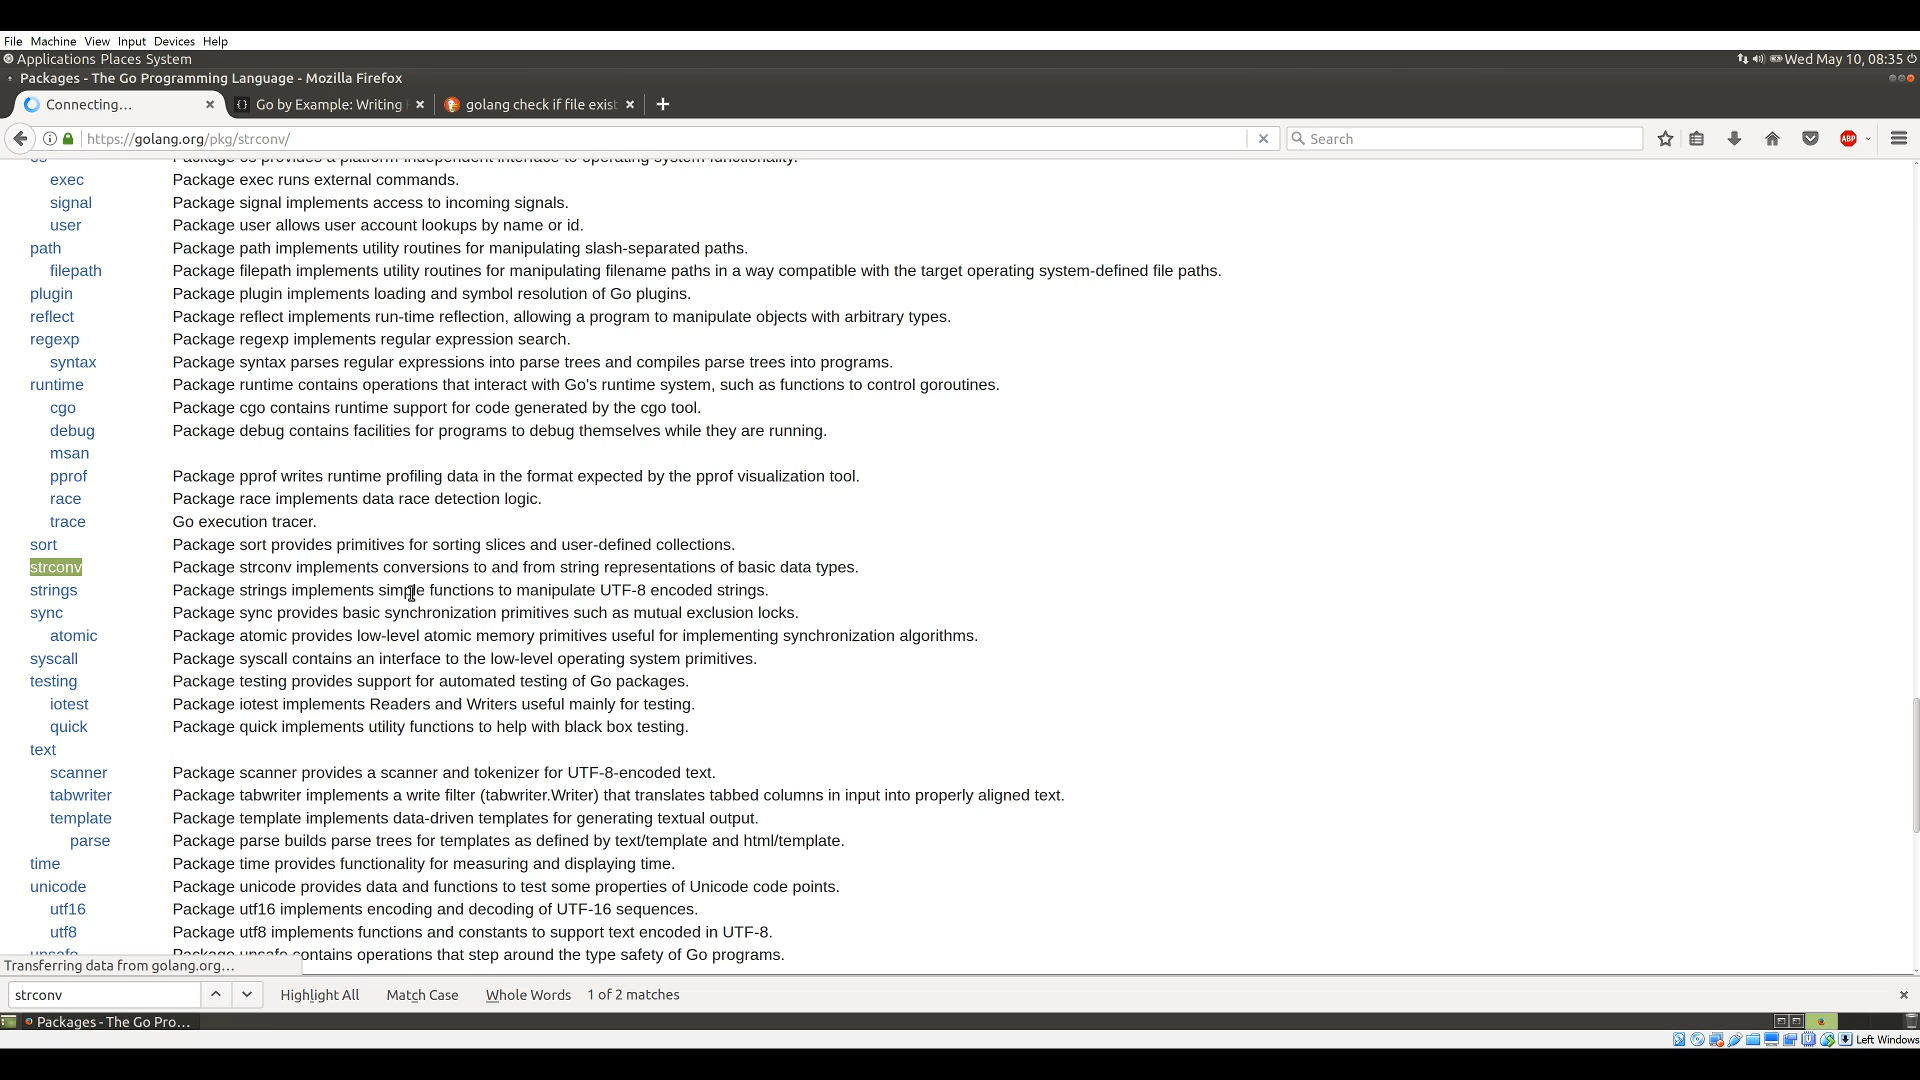 File Machine View Input Devices Help
Applications Places System Wed May 10, 08:35
Packages - The Go Programming Language - Mozilla Firefox
Connecting... Go by Example: Writing golang check if file exist
https://golang.org/pkg/strconv/ Search ABP
os Package os provides a platform-independent interface to operating system functionality.
exec Package exec runs external commands.
signal Package signal implements access to incoming signals.
user Package user allows user account lookups by name or id.
path Package path implements utility routines for manipulating slash-separated paths.
filepath Package filepath implements utility routines for manipulating filename paths in a way compatible with the target operating system-defined file paths.
plugin Package plugin implements loading and symbol resolution of Go plugins.
reflect Package reflect implements run-time reflection, allowing a program to manipulate objects with arbitrary types.
regexp Package regexp implements regular expression search.
syntax Package syntax parses regular expressions into parse trees and compiles parse trees into programs.
runtime Package runtime contains operations that interact with Go's runtime system, such as functions to control goroutines.
cgo Package cgo contains runtime support for code generated by the cgo tool.
debug Package debug contains facilities for programs to debug themselves while they are running.
msan
pprof Package pprof writes runtime profiling data in the format expected by the pprof visualization tool.
race Package race implements data race detection logic.
trace Go execution tracer.
sort Package sort provides primitives for sorting slices and user-defined collections.
strconv Package strconv implements conversions to and from string representations of basic data types.
strings Package strings implements simple functions to manipulate UTF-8 encoded strings.
sync Package sync provides basic synchronization primitives such as mutual exclusion locks.
atomic Package atomic provides low-level atomic memory primitives useful for implementing synchronization algorithms.
syscall Package syscall contains an interface to the low-level operating system primitives.
testing Package testing provides support for automated testing of Go packages.
iotest Package iotest implements Readers and Writers useful mainly for testing.
quick Package quick implements utility functions to help with black box testing.
text
scanner Package scanner provides a scanner and tokenizer for UTF-8-encoded text.
tabwriter Package tabwriter implements a write filter (tabwriter.Writer) that translates tabbed columns in input into properly aligned text.
template Package template implements data-driven templates for generating textual output.
parse Package parse builds parse trees for templates as defined by text/template and html/template.
time Package time provides functionality for measuring and displaying time.
unicode Package unicode provides data and functions to test some properties of Unicode code points.
utf16 Package utf16 implements encoding and decoding of UTF-16 sequences.
utf8 Package utf8 implements functions and constants to support text encoded in UTF-8.
unsafe Package unsafe contains operations that step around the type safety of Go programs.
Transferring data from golang.org...
strconv Highlight All Match Case Whole Words 1 of 2 matches
Packages - The Go Pro...
Left Windows